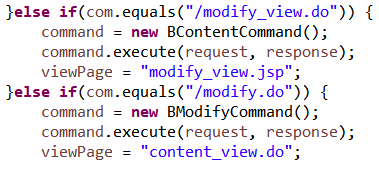 }else if(com.equals("/modify_view.do")) {
    command = new BContentCommand();
    command.execute(request, response);
    viewPage = "modify_view.jsp";
}else if(com.equals("/modify.do")) {
    command = new BModifyCommand();
    command.execute(request, response);
    viewPage = "content_view.do";